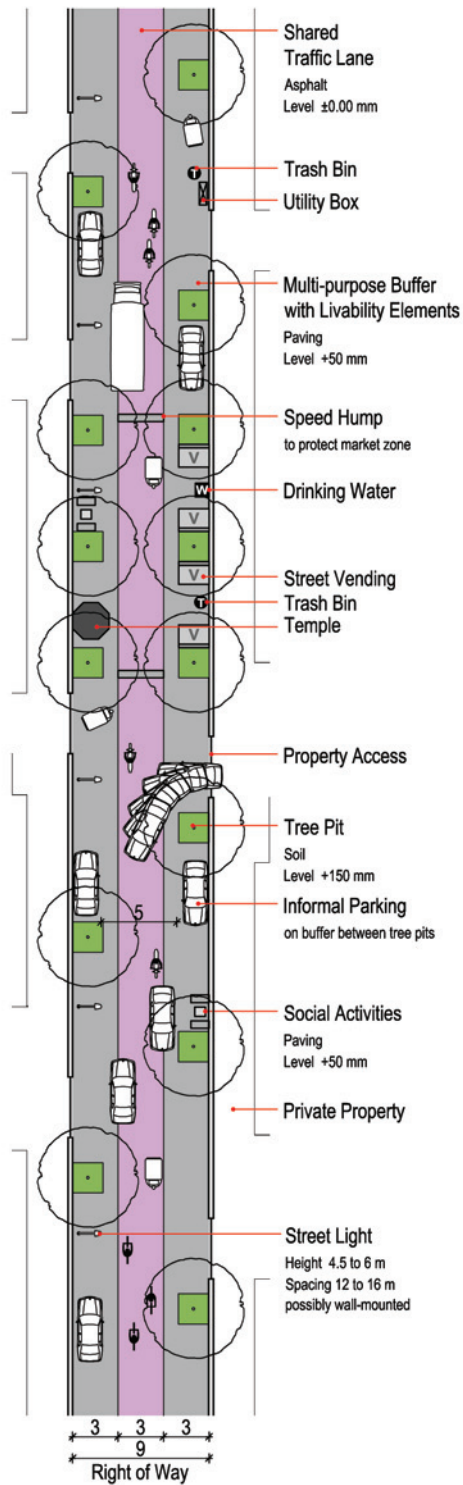 Shared
Traffic Lane
Asphalt
Level ±0.00 mm
T
Trash Bin
Utility Box
Multi-purpose Buffer
with Livability Elements
Paving
Level +50 mm
Speed Hump
to protect market zone
V
W
Drinking Water
V
V
Street Vending
T
Trash Bin
Temple
V
Property Access
Tree Pit
Soil
Level +150 mm
Informal Parking
on buffer between tree pits
5
Social Activities
Paving
Level +50 mm
Private Property
Street Light
Height 4.5 to 6 m
Spacing 12 to 16 m
possibly wall-mounted
3 3 3
9
Right of Way